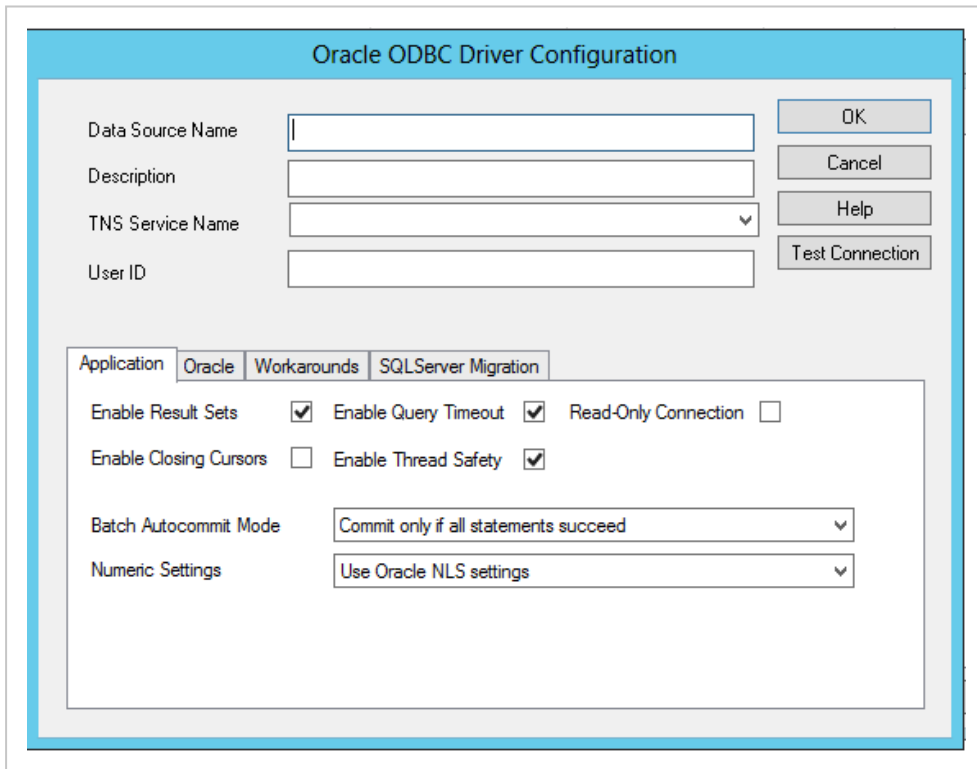 Oracle ODBC Driver Configuration
Data Source Name
OK
Description
Cancel
TNS Service Name
Help
User ID
Test Connection
Application Oracle Workarounds SQLServer Migration
Enable Result Sets Enable Query Timeout Read-Only Connection
Enable Closing Cursors Enable Thread Safety
Batch Autocommit Mode Commit only if all statements succeed
Numeric Settings Use Oracle NLS settings